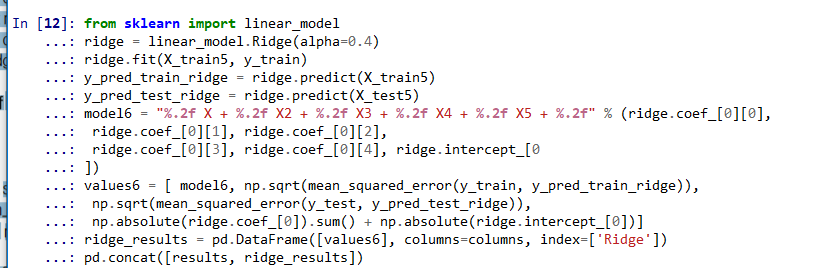 In [12]: from sklearn import linear_model
...: ridge = linear_model.Ridge(alpha=0.4)
...: ridge.fit(X_train5, y_train)
...: y_pred_train_ridge = ridge.predict(X_train5)
...: y_pred_test_ridge = ridge.predict(X_test5)
...: model6 = "%.2f X + %.2f X2 + %.2f X3 + %.2f X4 + %.2f X5 + %.2f" % (ridge.coef_[0][0],
...:  ridge.coef_[0][1], ridge.coef_[0][2],
...:  ridge.coef_[0][3], ridge.coef_[0][4], ridge.intercept_[0
...: ])
...: values6 = [ model6, np.sqrt(mean_squared_error(y_train, y_pred_train_ridge)),
...:  np.sqrt(mean_squared_error(y_test, y_pred_test_ridge)),
...:  np.absolute(ridge.coef_[0]).sum() + np.absolute(ridge.intercept_[0])]
...: ridge_results = pd.DataFrame([values6], columns=columns, index=['Ridge'])
...: pd.concat([results, ridge_results])